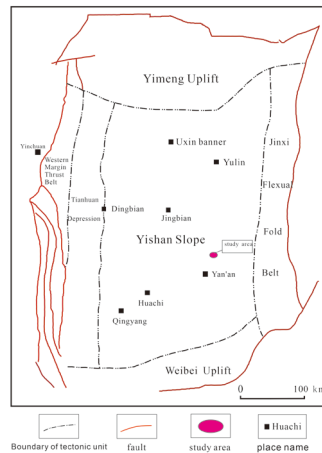 Yimeng Uplift
Uxin banner
Yinchuan
Yulin
Jinxi
Western
Margin
Thrust
Belt
Flexual
Tianhuan
Dingbian
Jingbian
Depression
Fold
Yishan Slope
study area
Yan'an
Belt
Huachi
Qingyang
Weibei Uplift
0 100 km
Huachi
Boundary of tectonic unit
fault
study area
place name